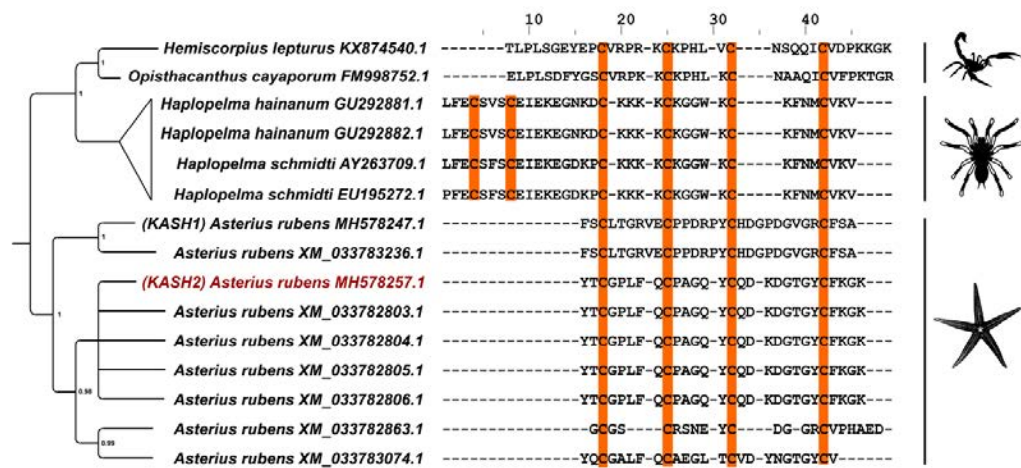 10 20 30 40
Hemiscorpius lepturus KX874540.1 -------TLPLSGEYEPCVRPR-KCKPHL-VC----NSQQICVDPKKGK
1
Opisthacanthus cayaporum FM998752.1 -------ELPLSDFYGSCVRPK-KCKPHL-KC----NAAQICVFPKTGR
1
Haplopelma hainanum GU292881.1 LFECSVSCEIEKEGNKDC-KKK-KCKGGW-KC-----KFNMCVKV----
Haplopelma hainanum GU292882.1 LFECSVSCEIEKEGNKDC-KKK-KCKGGW-KC-----KFNMCVKV----
Haplopelma schmidti AY263709.1 LFECSFSCEIEKEGDKPC-KKK-KCKGGW-KC-----KFNMCVKV----
Haplopelma schmidti EU195272.1 PFECSFSCEIEKEGDKPC-KKK-KCKGGW-KC-----KFNMCVKV----
(KASH1) Asterius rubens MH578247.1 ---------------FSCLTGRVECPPDRPYCHDGPDGVGRCFSA----
1
Asterius rubens XM_033783236.1 ---------------FSCLTGRVECPPDRPYCHDGPDGVGRCFSA----
(KASH2) Asterius rubens MH578257.1 ---------------YTCGPLF-QCPAGQ-YCQD-KDGTGYCFKGK---
1
Asterius rubens XM_033782803.1 ---------------YTCGPLF-QCPAGQ-YCQD-KDGTGYCFKGK---
Asterius rubens XM_033782804.1 ---------------YTCGPLF-QCPAGQ-YCQD-KDGTGYCFKGK---
Asterius rubens XM_033782805.1 ---------------YTCGPLF-QCPAGQ-YCQD-KDGTGYCFKGK---
0.98
Asterius rubens XM_033782806.1 ---------------YTCGPLF-QCPAGQ-YCQD-KDGTGYCFKGK---
Asterius rubens XM_033782863.1 ----------------GCGS----CRSNE-YC----DG-GRCVPHAED-
0.99
Asterius rubens XM_033783074.1 ---------------YQCGALF-QCAEGL-TCVD-YNGTGYCV------